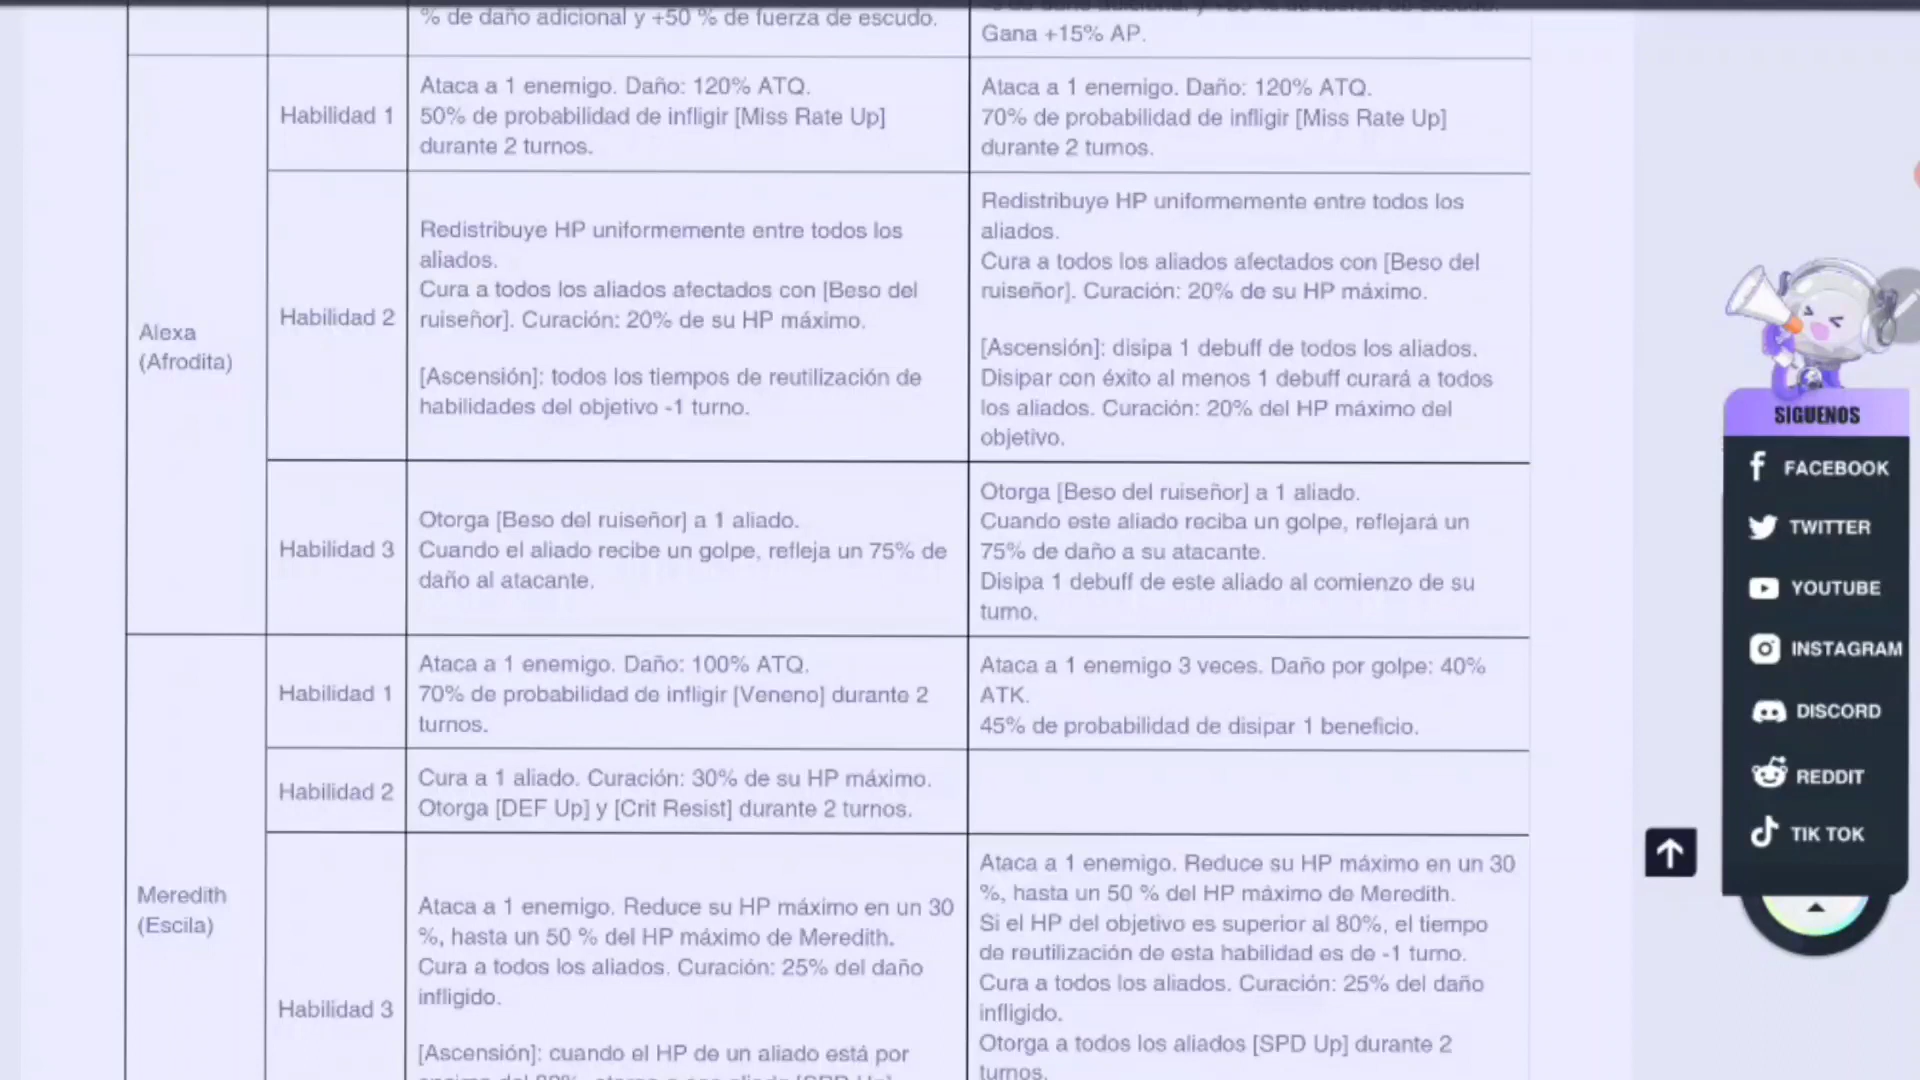 % de daño adicional y +50 % de fuerza de escudo.
Gana +15% AP.
Alexa
(Afrodita)
Habilidad 1
Ataca a 1 enemigo. Daño: 120% ATQ.
50% de probabilidad de infligir [Miss Rate Up]
durante 2 turnos.
Ataca a 1 enemigo. Daño: 120% ATQ.
70% de probabilidad de infligir [Miss Rate Up]
durante 2 turnos.
Habilidad 2
Redistribuye HP uniformemente entre todos los
aliados.
Cura a todos los aliados afectados con [Beso del
ruiseñor]. Curación: 20% de su HP máximo.
[Ascensión]: todos los tiempos de reutilización de
habilidades del objetivo -1 turno.
Redistribuye HP uniformemente entre todos los
aliados.
Cura a todos los aliados afectados con [Beso del
ruiseñor]. Curación: 20% de su HP máximo.
[Ascensión]: disipa 1 debuff de todos los aliados.
Disipar con éxito al menos 1 debuff curará a todos
los aliados. Curación: 20% del HP máximo del
objetivo.
Habilidad 3
Otorga [Beso del ruiseñor] a 1 aliado.
Cuando el aliado recibe un golpe, refleja un 75% de
daño al atacante.
Otorga [Beso del ruiseñor] a 1 aliado.
Cuando este aliado reciba un golpe, reflejará un
75% de daño a su atacante.
Disipa 1 debuff de este aliado al comienzo de su
turno.
Meredith
(Escila)
Habilidad 1
Ataca a 1 enemigo. Daño: 100% ATQ.
70% de probabilidad de infligir [Veneno] durante 2
turnos.
Ataca a 1 enemigo 3 veces. Daño por golpe: 40%
ATK.
45% de probabilidad de disipar 1 beneficio.
Habilidad 2
Cura a 1 aliado. Curación: 30% de su HP máximo.
Otorga [DEF Up] y [Crit Resist] durante 2 turnos.
Habilidad 3
Ataca a 1 enemigo. Reduce su HP máximo en un 30
%, hasta un 50 % del HP máximo de Meredith.
Cura a todos los aliados. Curación: 25% del daño
infligido.
[Ascensión]: cuando el HP de un aliado está por
Ataca a 1 enemigo. Reduce su HP máximo en un 30
%, hasta un 50 % del HP máximo de Meredith.
Si el HP del objetivo es superior al 80%, el tiempo
de reutilización de esta habilidad es de -1 turno.
Cura a todos los aliados. Curación: 25% del daño
infligido.
Otorga a todos los aliados [SPD Up] durante 2
turnos.
SIGUENOS
FACEBOOK
TWITTER
YOUTUBE
INSTAGRAM
DISCORD
REDDIT
TIK TOK